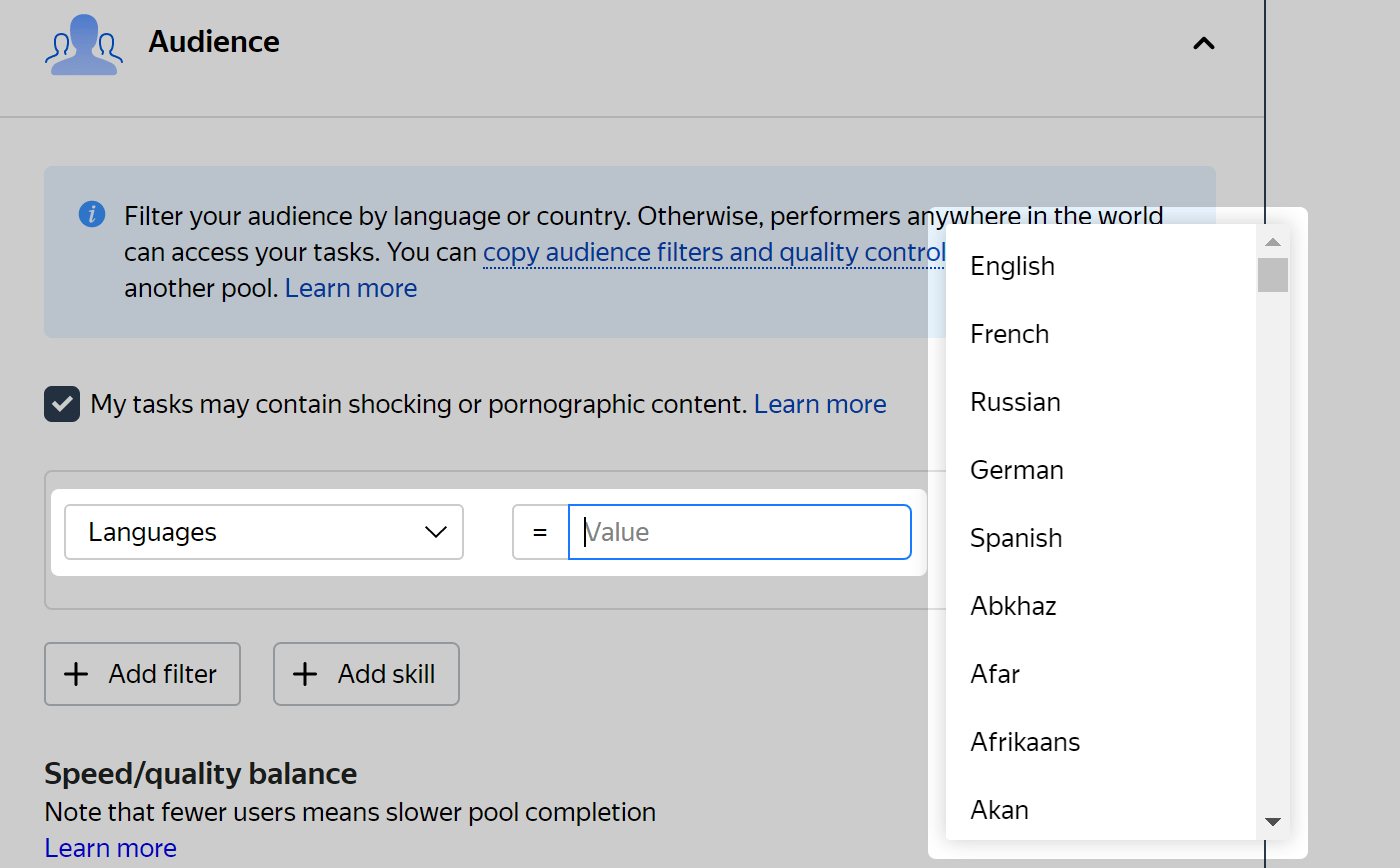 Audience
Filter your audience by language or country. Otherwise, performers anywhere in the world
can access your tasks. You can copy audience filters and quality control
another pool. Learn more
My tasks may contain shocking or pornographic content. Learn more
Languages
= Value
English
French
Russian
German
Spanish
Abkhaz
Afar
Afrikaans
Akan
+ Add filter
+ Add skill
Speed/quality balance
Note that fewer users means slower pool completion
Learn more